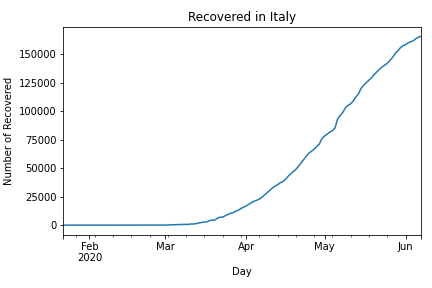 Recovered in Italy
Number of Recovered
150000
125000
100000
75000
50000
25000
0
Feb Mar Apr May Jun
2020
Day